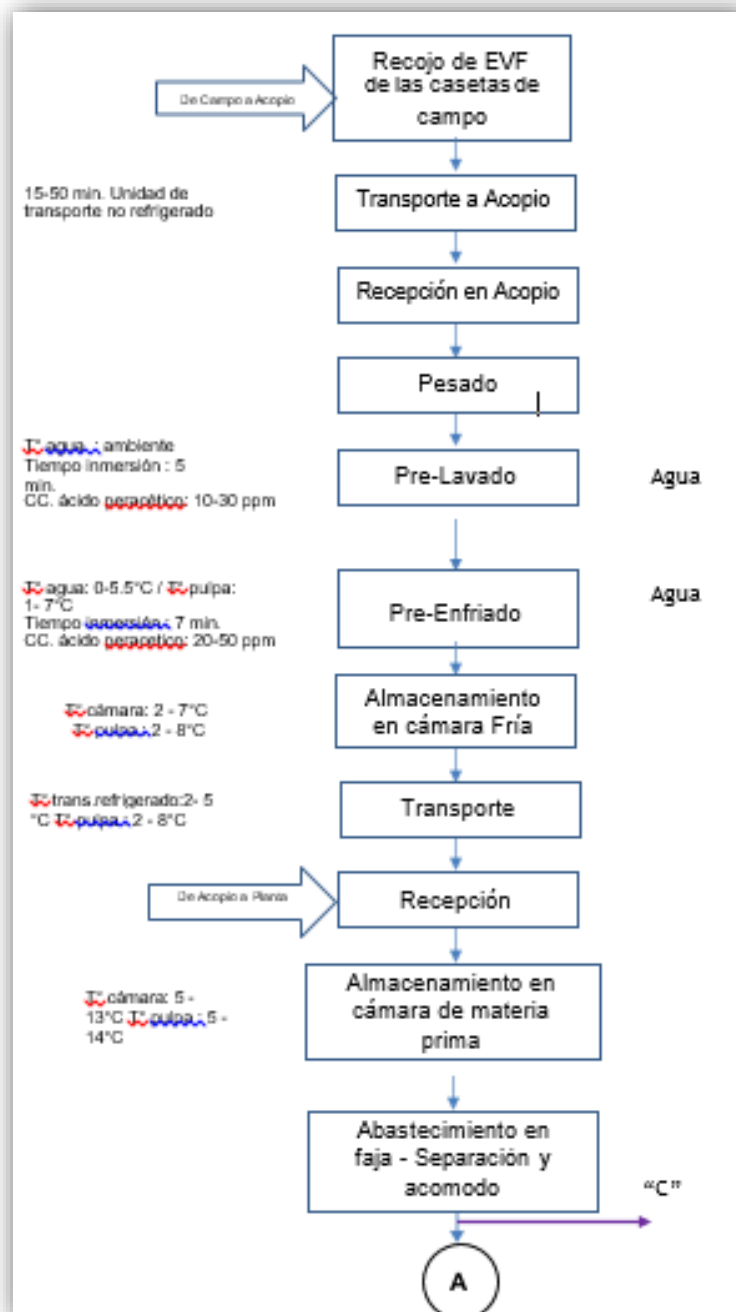 Recojo de EVF
de las casetas de
campo
De Campo a Acopio
15-50 min. Unidad de
transporte no refrigerado
Transporte a Acopio
Recepción en Acopio
Pesado
T° agua : ambiente
Tiempo inmersión : 5
min.
CC. ácido peracético: 10-30 ppm
Pre-Lavado
Agua
T° agua: 0-5.5°C / T° pulpa:
1- 7°C
Tiempo inmersión : 7 min.
CC. ácido peracetico: 20-50 ppm
Pre-Enfriado
Agua
T° cámara: 2 - 7°C
T° pulpa : 2 - 8°C
Almacenamiento
en cámara Fría
T° trans.refrigerado:2- 5
°C T° pulpa : 2 - 8°C
Transporte
De Acopio a Planta
Recepción
T° cámara: 5 -
13°C T° pulpa : 5 -
14°C
Almacenamiento en
cámara de materia
prima
Abastecimiento en
faja - Separación y
acomodo
“C”
A